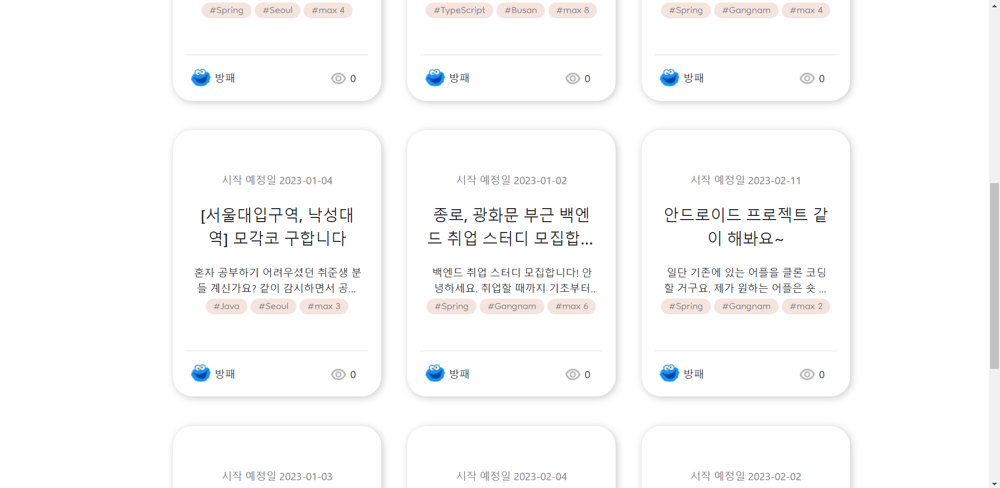 #Spring #Seoul #max 4
방패 0
#TypeScript #Busan #max 8
방패 0
#Spring #Gangnam #max 4
방패 0
시작 예정일 2023-01-04
[서울대입구역, 낙성대
역] 모각코 구합니다
혼자 공부하기 어려우셨던 취준생 분
들 계신가요? 같이 감시하면서 공...
#Java #Seoul #max 3
방패 0
시작 예정일 2023-01-02
종로, 광화문 부근 백엔
드 취업 스터디 모집합...
백엔드 취업 스터디 모집합니다! 안
녕하세요. 취업할 때까지 기초부터...
#Spring #Gangnam #max 6
방패 0
시작 예정일 2023-02-11
안드로이드 프로젝트 같
이 해봐요~
일단 기존에 있는 어플을 클론 코딩
할 거구요. 제가 원하는 어플은 숏 ...
#Spring #Gangnam #max 2
방패 0
시작 예정일 2023-01-03
시작 예정일 2023-02-04
시작 예정일 2023-02-02